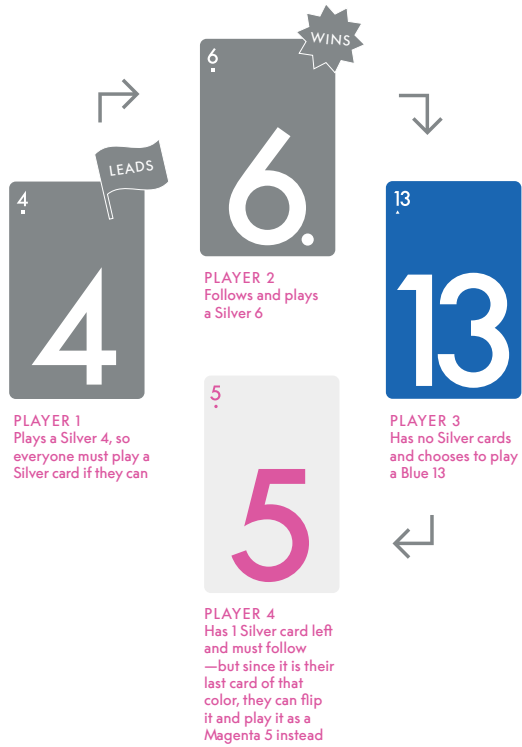 4
LEADS
4
PLAYER 1
Plays a Silver 4, so
everyone must play a
Silver card if they can
6
WINS
6.
PLAYER 2
Follows and plays
a Silver 6
13
13
PLAYER 3
Has no Silver cards
and chooses to play
a Blue 13
5
5
PLAYER 4
Has 1 Silver card left
and must follow
—but since it is their
last card of that
color, they can flip
it and play it as a
Magenta 5 instead